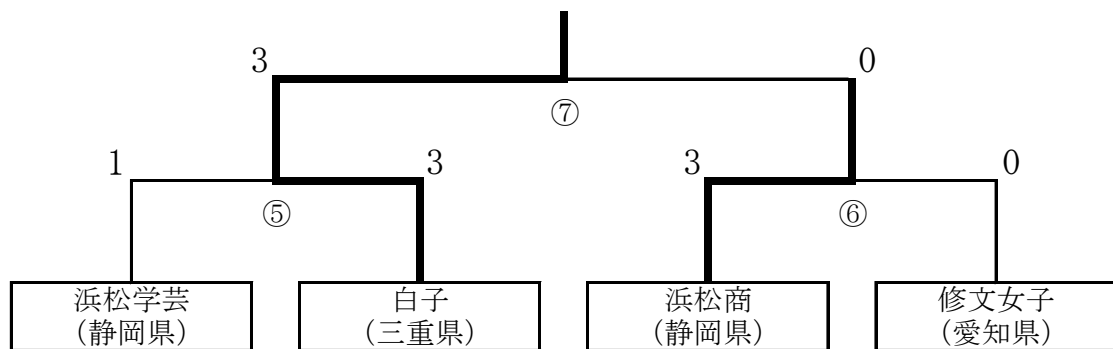 3 0
⑦
1 3 3 0
⑤ ⑥
浜松学芸 白子 浜松商 修文女子
(静岡県) (三重県) (静岡県) (愛知県)